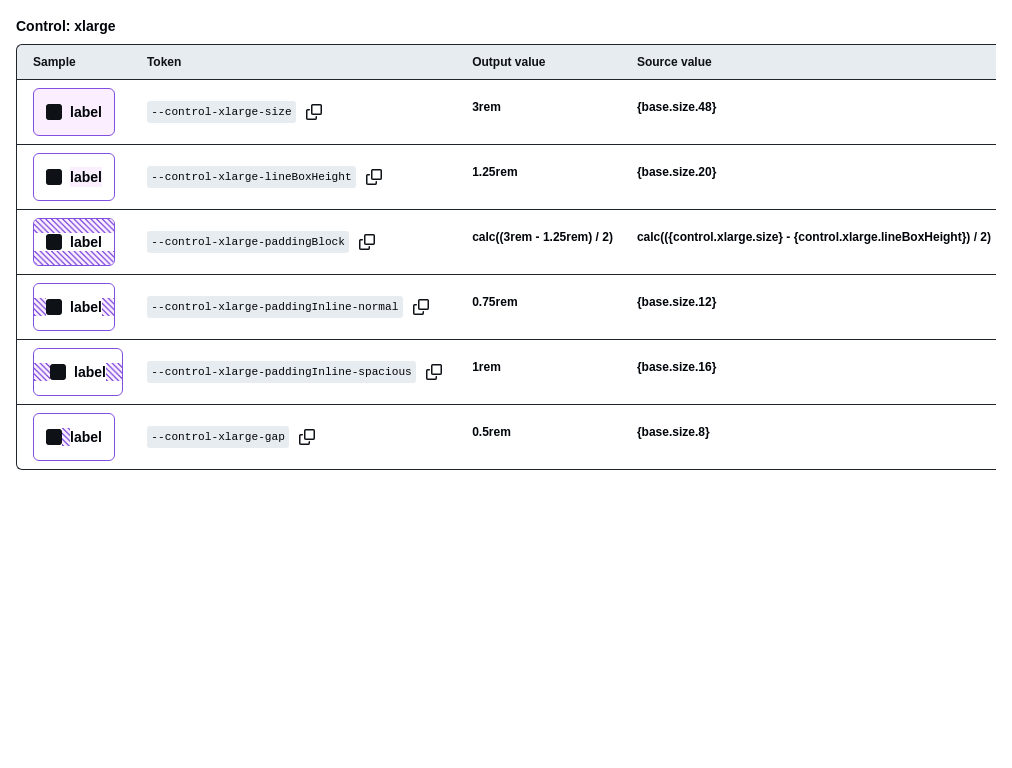 Control: xlarge
Sample Token Output value Source value
label --control-xlarge-size 3rem {base.size.48}
label --control-xlarge-lineBoxHeight 1.25rem {base.size.20}
label --control-xlarge-paddingBlock calc((3rem - 1.25rem) / 2) calc(({control.xlarge.size} - {control.xlarge.lineBoxHeight}) / 2)
label --control-xlarge-paddingInline-normal 0.75rem {base.size.12}
label --control-xlarge-paddingInline-spacious 1rem {base.size.16}
label --control-xlarge-gap 0.5rem {base.size.8}